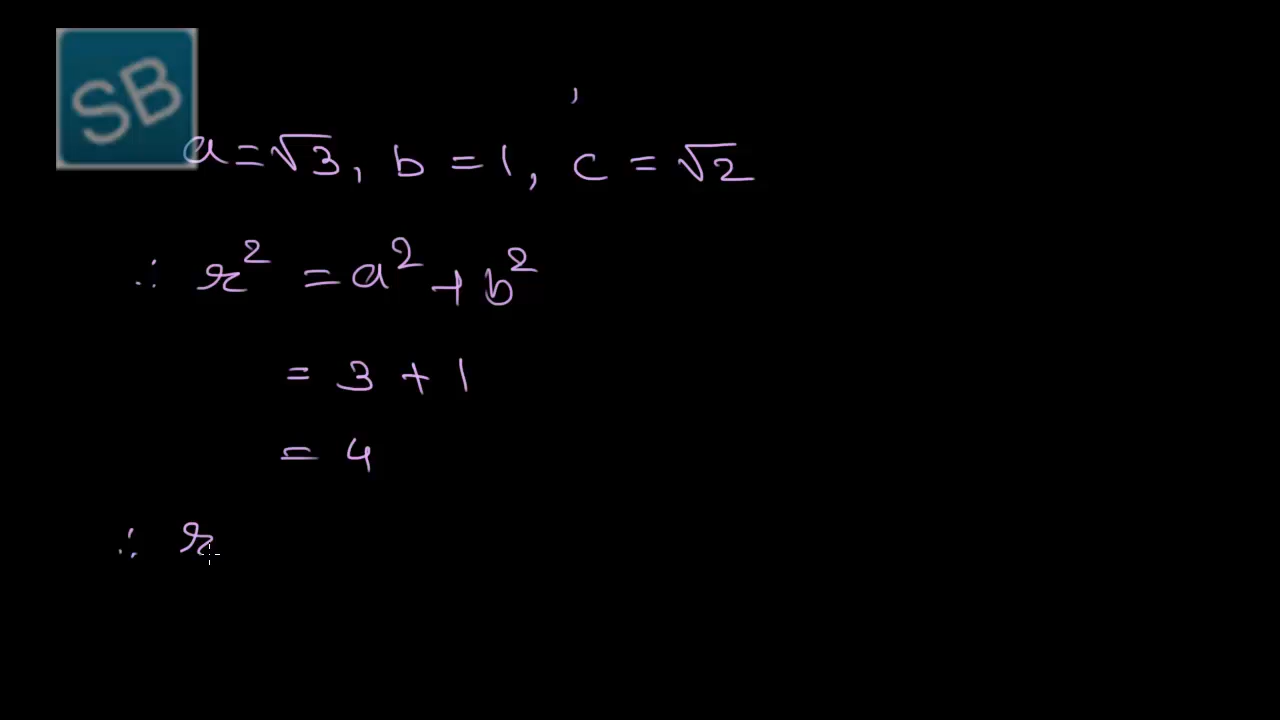 SB
a = √3, b = 1, c = √2
∴ r² = a² + b²
= 3 + 1
= 4
∴ r